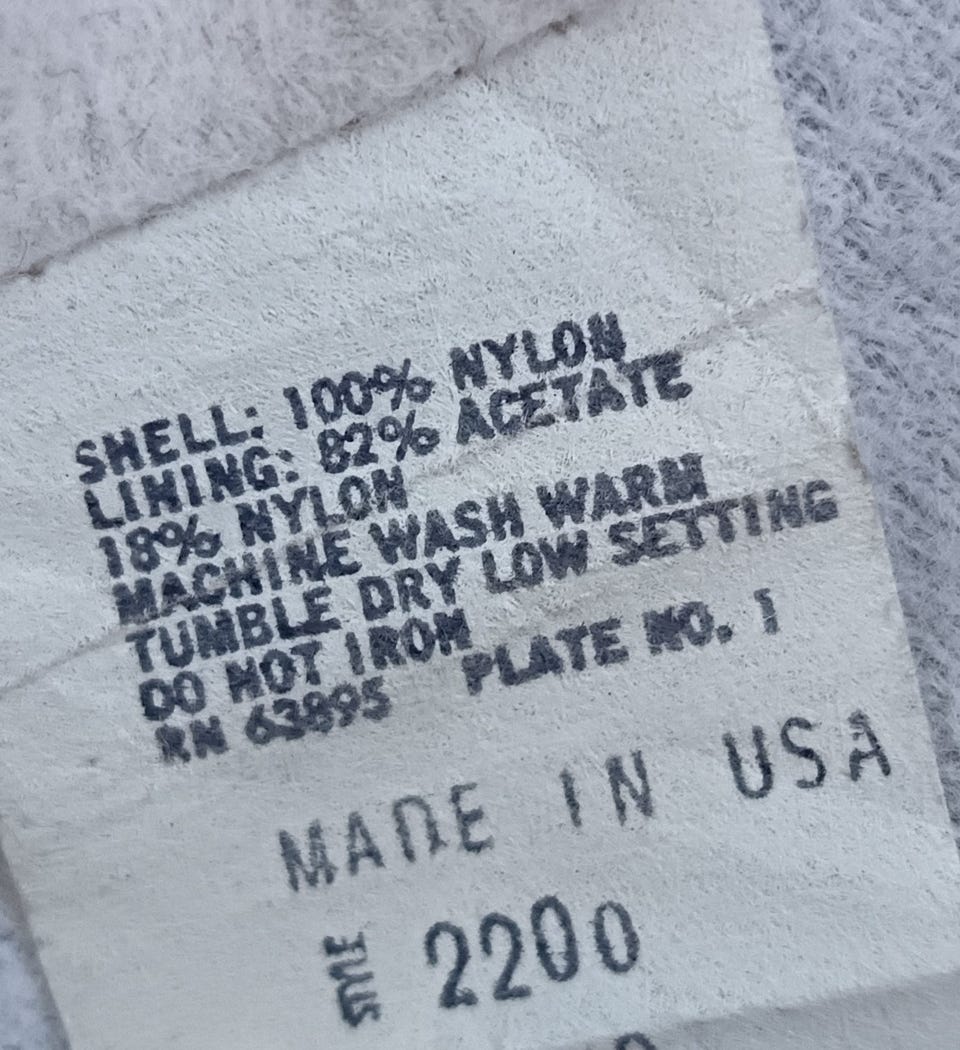 SHELL: 100% NYLON
LINING: 82% ACETATE
18% NYLON
MACHINE WASH WARM
TUMBLE DRY LOW SETTING
DO NOT IRON
RN 63895 PLATE NO. 1
MADE IN USA
STYLE 2200